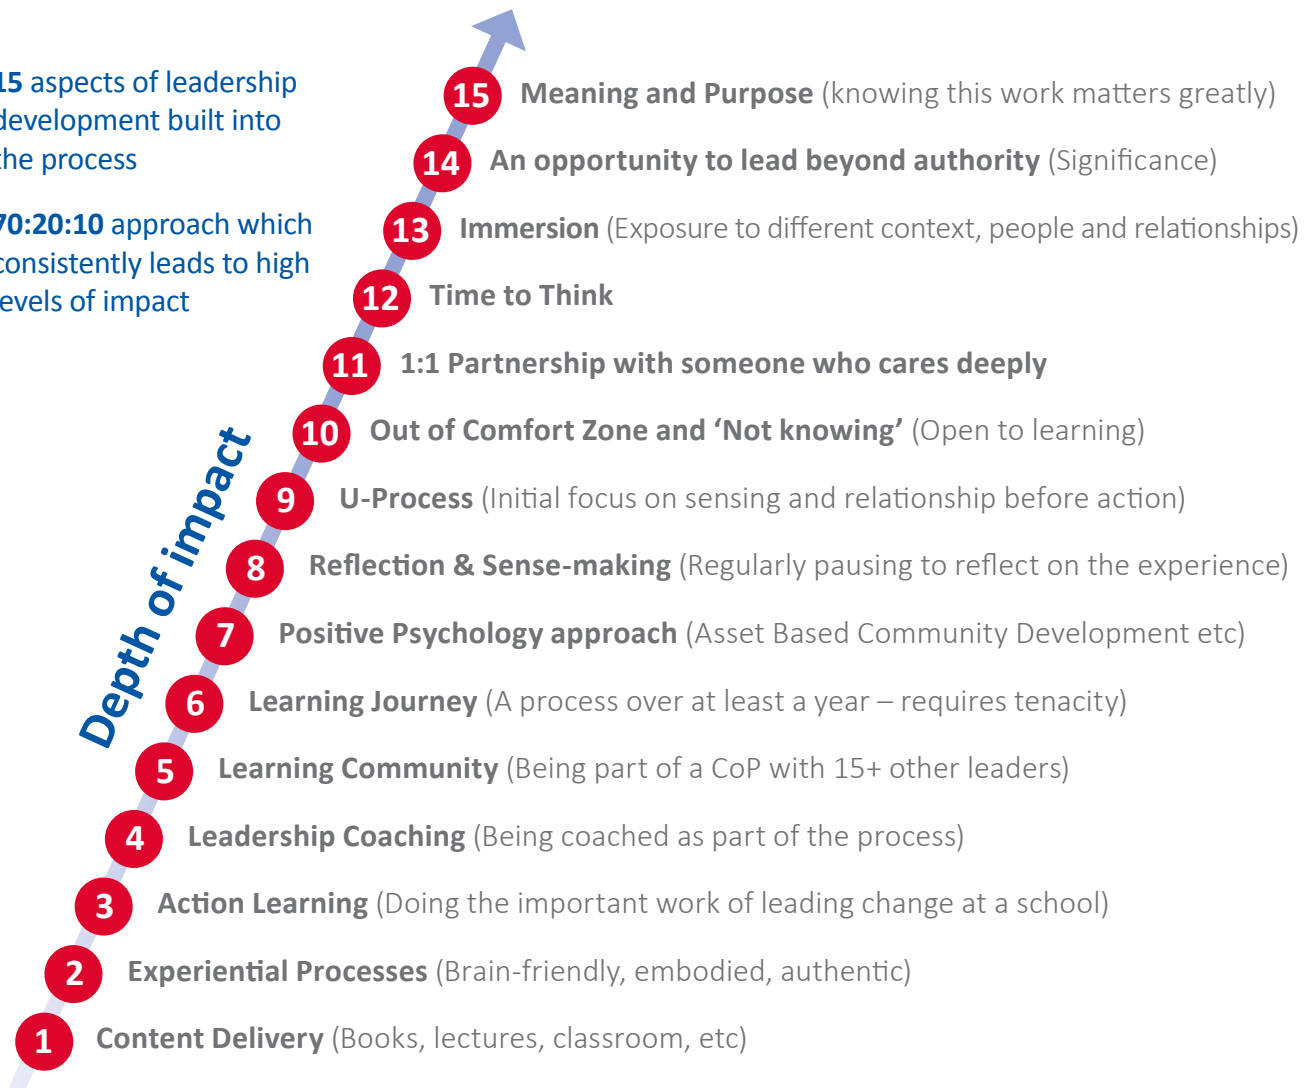 15 aspects of leadership
development built into
the process
70:20:10 approach which
consistently leads to high
levels of impact
Depth of impact
15 Meaning and Purpose (knowing this work matters greatly)
14 An opportunity to lead beyond authority (Significance)
13 Immersion (Exposure to different context, people and relationships)
12 Time to Think
11 1:1 Partnership with someone who cares deeply
10 Out of Comfort Zone and ‘Not knowing’ (Open to learning)
9 U-Process (Initial focus on sensing and relationship before action)
8 Reflection & Sense-making (Regularly pausing to reflect on the experience)
7 Positive Psychology approach (Asset Based Community Development etc)
6 Learning Journey (A process over at least a year – requires tenacity)
5 Learning Community (Being part of a CoP with 15+ other leaders)
4 Leadership Coaching (Being coached as part of the process)
3 Action Learning (Doing the important work of leading change at a school)
2 Experiential Processes (Brain-friendly, embodied, authentic)
1 Content Delivery (Books, lectures, classroom, etc)